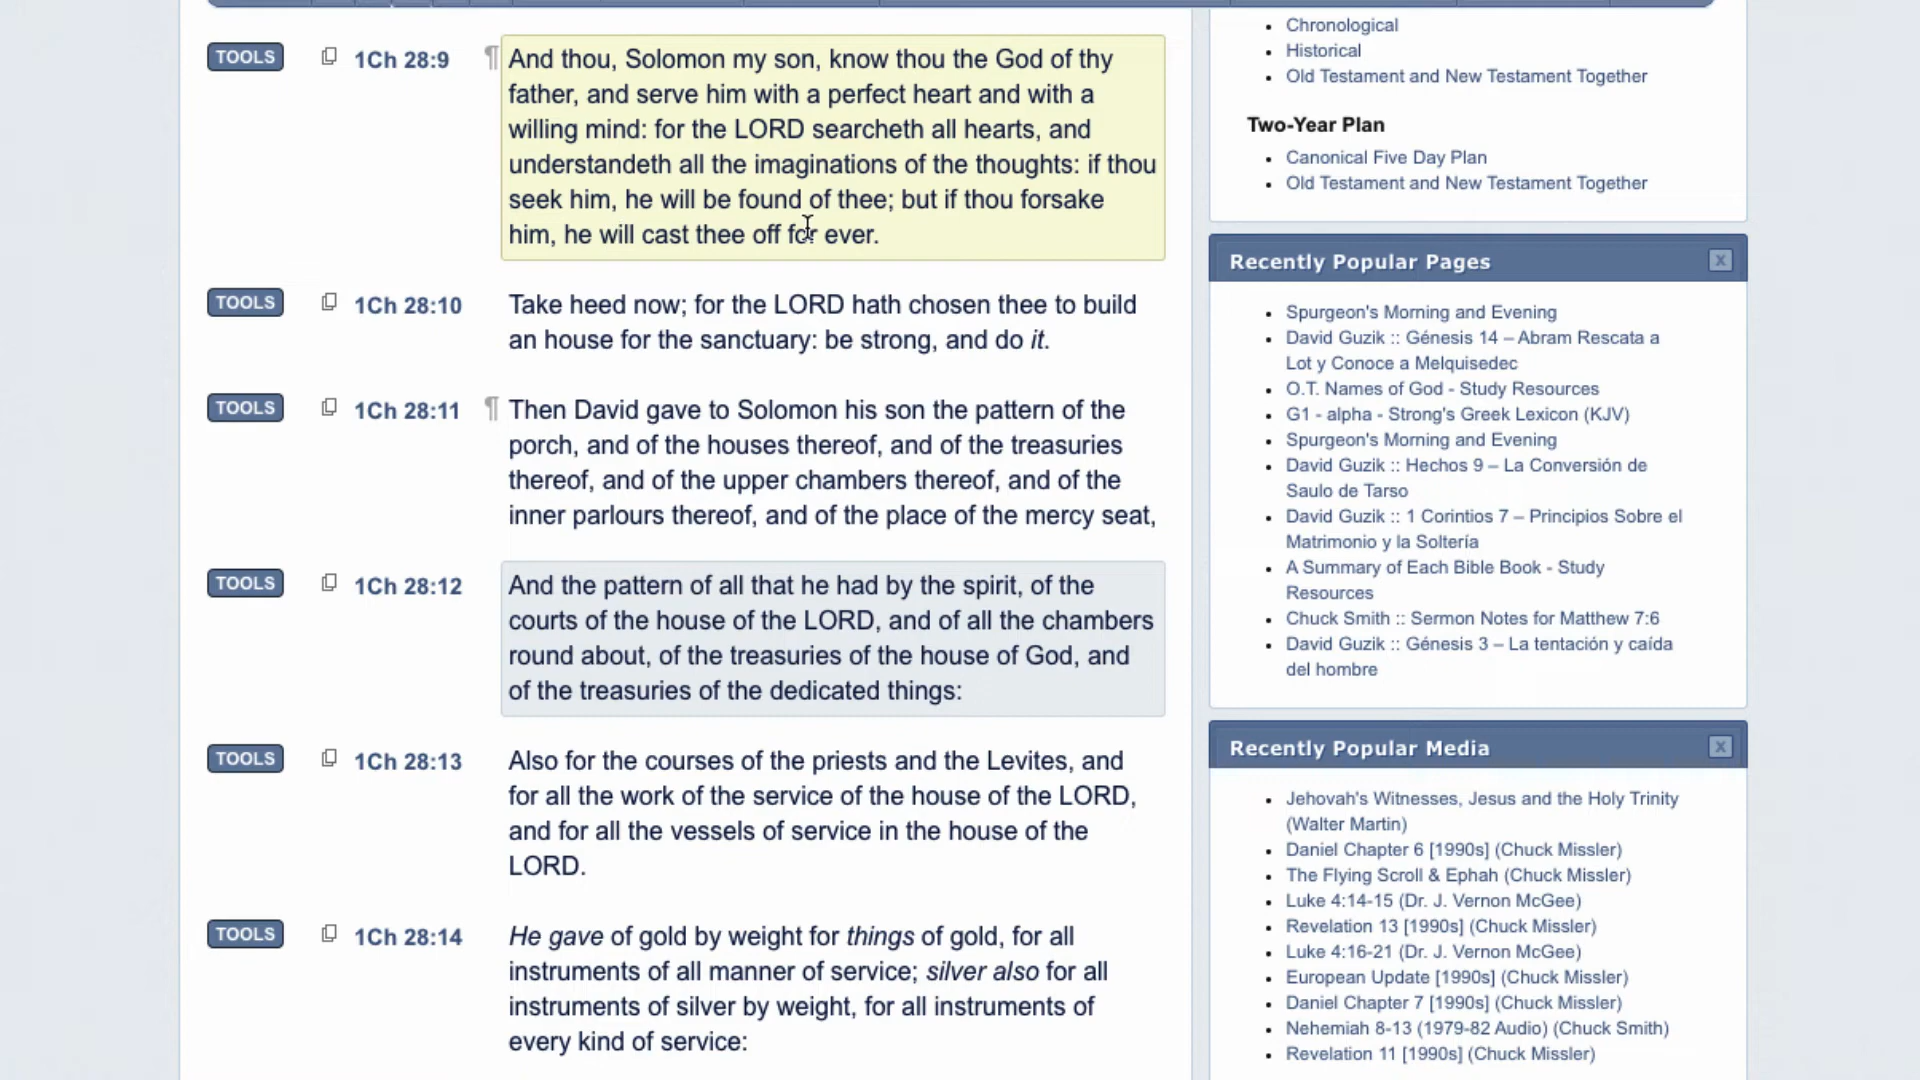 TOOLS 1Ch 28:9 ¶ And thou, Solomon my son, know thou the God of thy
father, and serve him with a perfect heart and with a
willing mind: for the LORD searcheth all hearts, and
understandeth all the imaginations of the thoughts: if thou
seek him, he will be found of thee; but if thou forsake
him, he will cast thee off for ever.
TOOLS 1Ch 28:10 Take heed now; for the LORD hath chosen thee to build
an house for the sanctuary: be strong, and do it.
TOOLS 1Ch 28:11 ¶ Then David gave to Solomon his son the pattern of the
porch, and of the houses thereof, and of the treasuries
thereof, and of the upper chambers thereof, and of the
inner parlours thereof, and of the place of the mercy seat,
TOOLS 1Ch 28:12 And the pattern of all that he had by the spirit, of the
courts of the house of the LORD, and of all the chambers
round about, of the treasuries of the house of God, and
of the treasuries of the dedicated things:
TOOLS 1Ch 28:13 Also for the courses of the priests and the Levites, and
for all the work of the service of the house of the LORD,
and for all the vessels of service in the house of the
LORD.
TOOLS 1Ch 28:14 He gave of gold by weight for things of gold, for all
instruments of all manner of service; silver also for all
instruments of silver by weight, for all instruments of
every kind of service:
Chronological
Historical
Old Testament and New Testament Together
Two-Year Plan
Canonical Five Day Plan
Old Testament and New Testament Together
Recently Popular Pages X
Spurgeon's Morning and Evening
David Guzik :: Génesis 14 – Abram Rescata a
Lot y Conoce a Melquisedec
O.T. Names of God - Study Resources
G1 - alpha - Strong's Greek Lexicon (KJV)
Spurgeon's Morning and Evening
David Guzik :: Hechos 9 – La Conversión de
Saulo de Tarso
David Guzik :: 1 Corintios 7 – Principios Sobre el
Matrimonio y la Soltería
A Summary of Each Bible Book - Study
Resources
Chuck Smith :: Sermon Notes for Matthew 7:6
David Guzik :: Génesis 3 – La tentación y caída
del hombre
Recently Popular Media X
Jehovah's Witnesses, Jesus and the Holy Trinity
(Walter Martin)
Daniel Chapter 6 [1990s] (Chuck Missler)
The Flying Scroll & Ephah (Chuck Missler)
Luke 4:14-15 (Dr. J. Vernon McGee)
Revelation 13 [1990s] (Chuck Missler)
Luke 4:16-21 (Dr. J. Vernon McGee)
European Update [1990s] (Chuck Missler)
Daniel Chapter 7 [1990s] (Chuck Missler)
Nehemiah 8-13 (1979-82 Audio) (Chuck Smith)
Revelation 11 [1990s] (Chuck Missler)